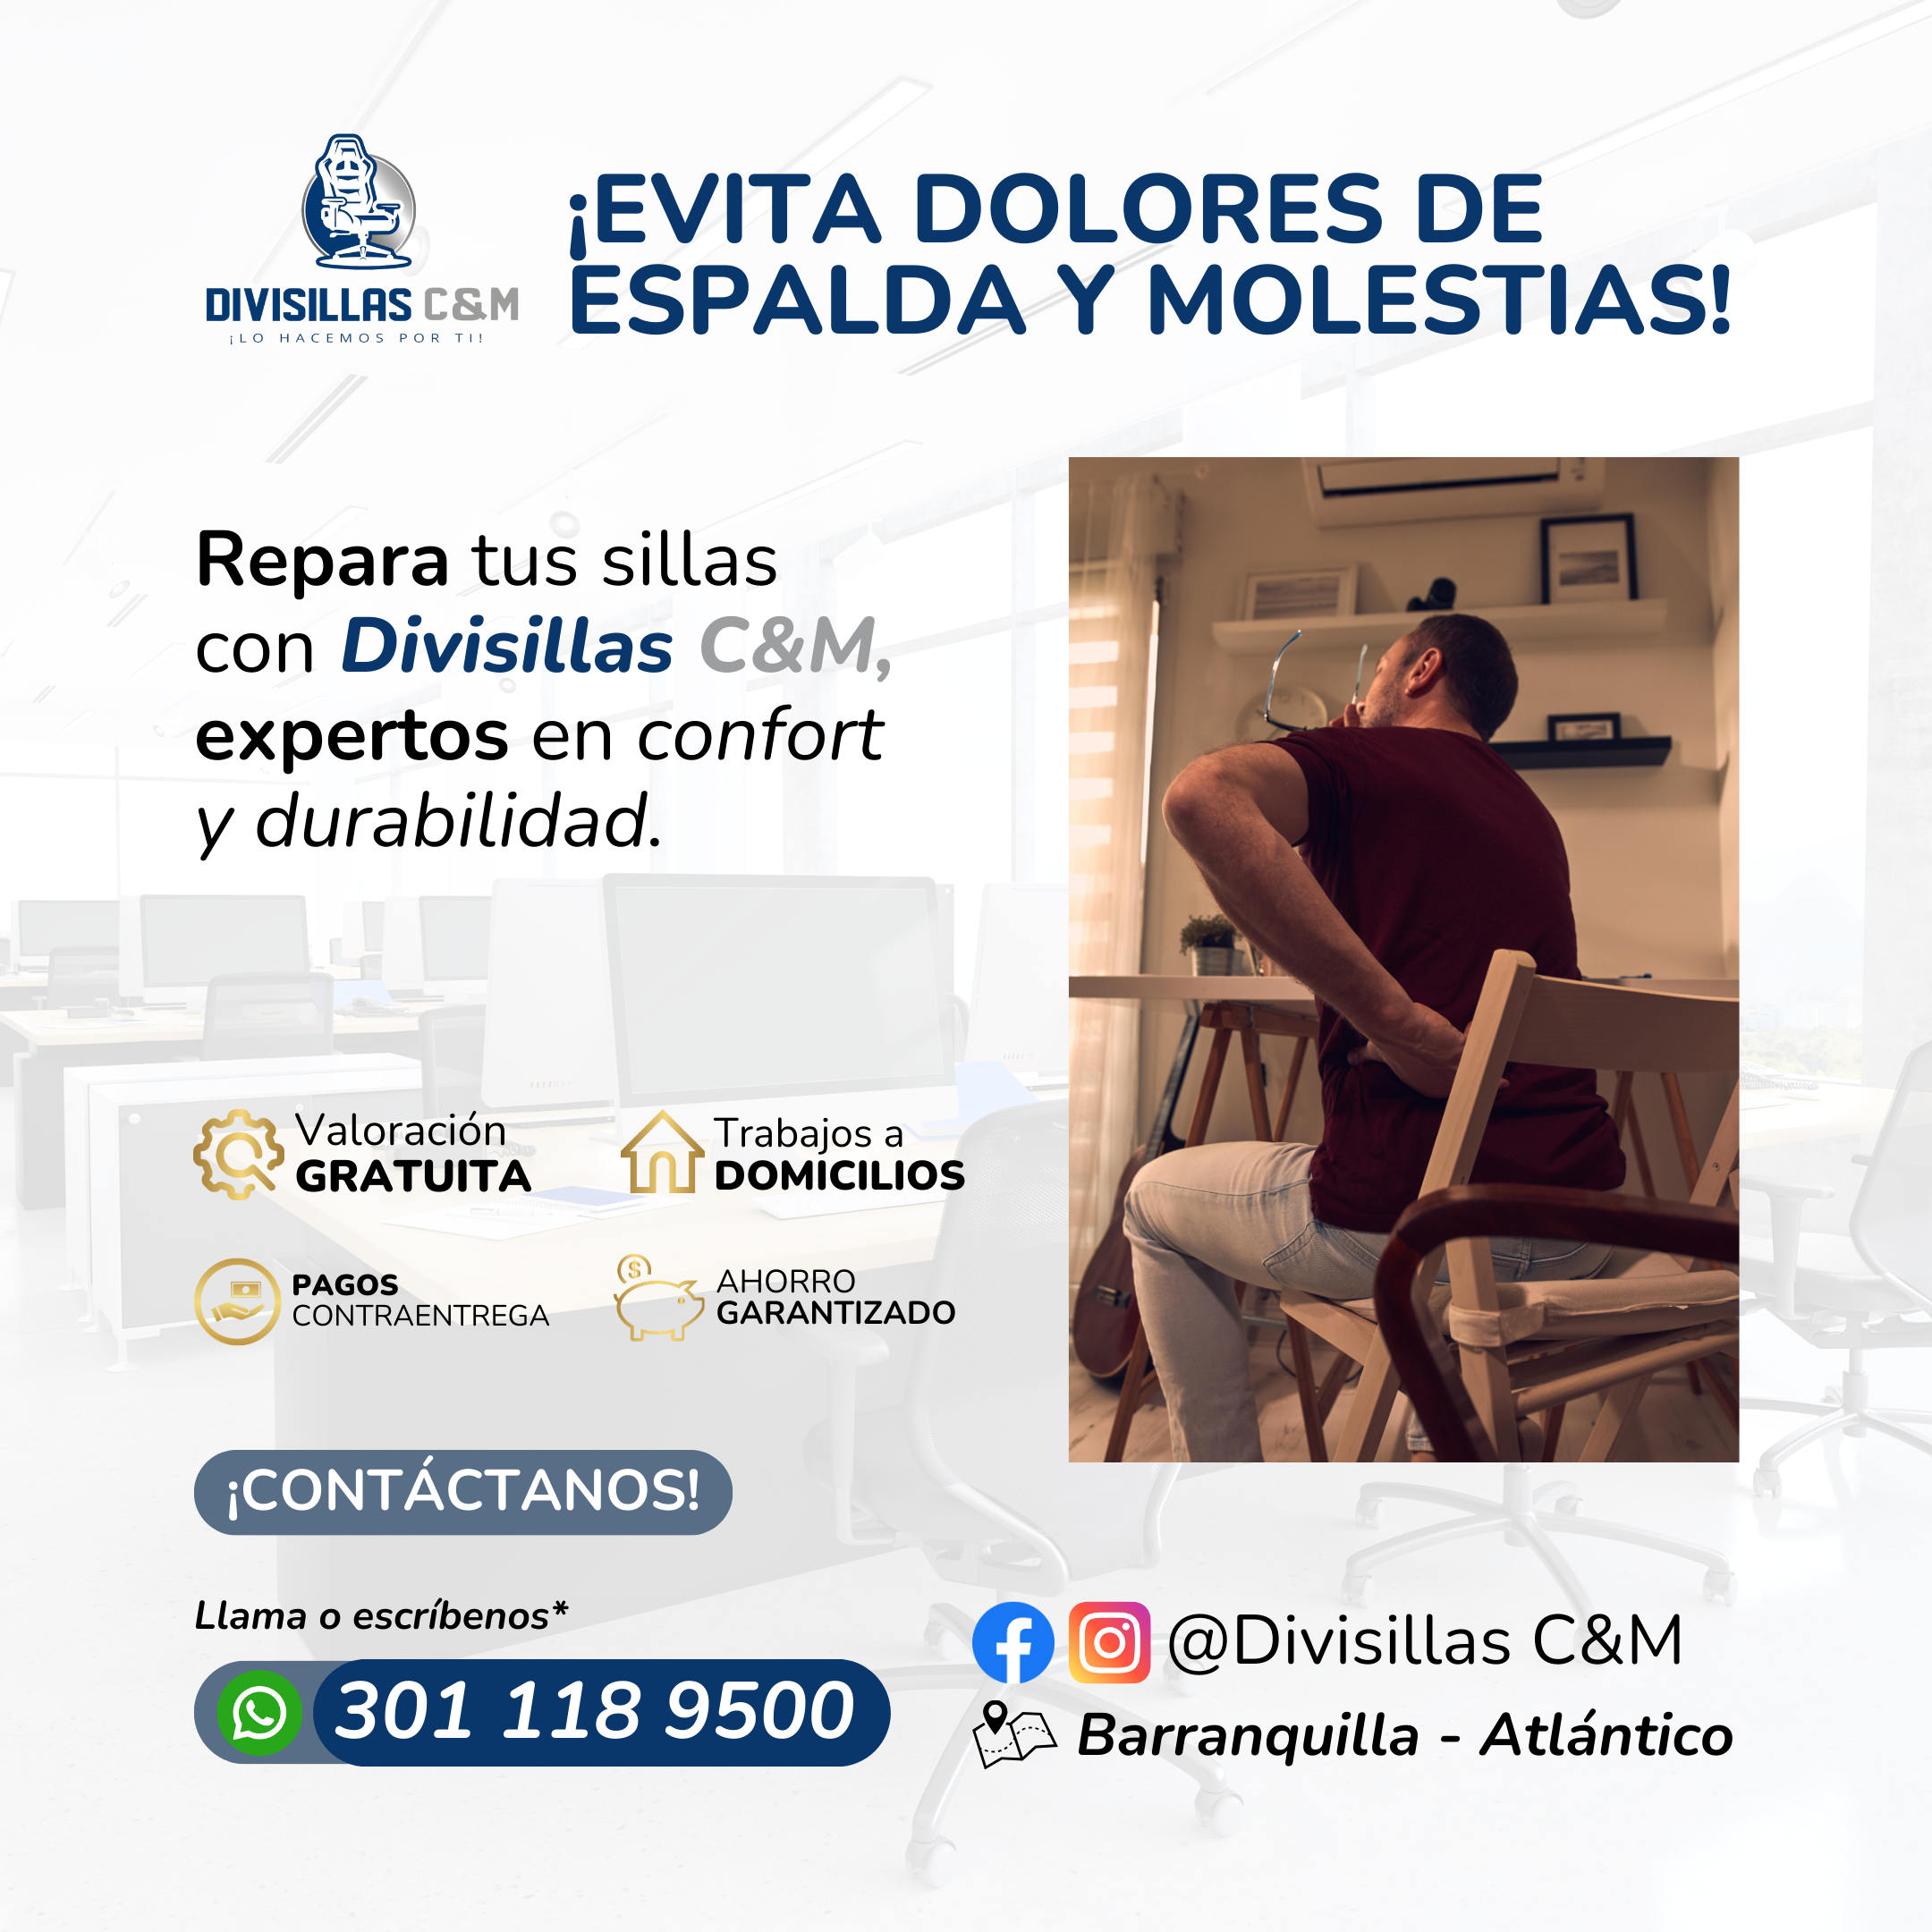 DIVISILLAS C&M
¡LO HACEMOS POR TI!
¡EVITA DOLORES DE
ESPALDA Y MOLESTIAS!
Repara tus sillas
con Divisillas C&M,
expertos en confort
y durabilidad.
Valoración
GRATUITA
Trabajos a
DOMICILIOS
PAGOS
CONTRAENTREGA
$
AHORRO
GARANTIZADO
¡CONTÁCTANOS!
Llama o escríbenos*
301 118 9500
@Divisillas C&M
Barranquilla - Atlántico